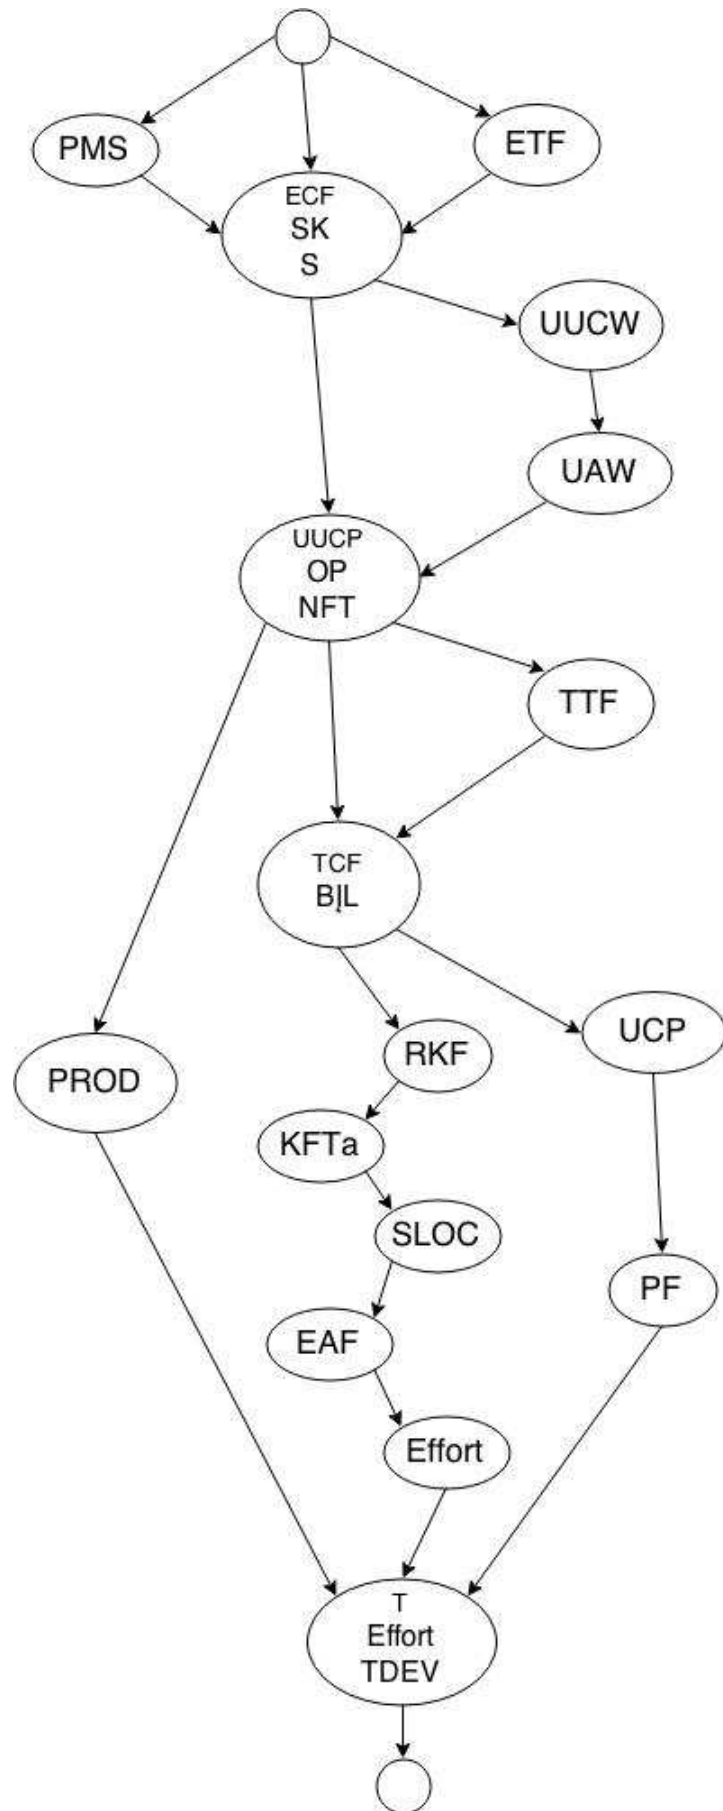 PMS
ETF
ECF
SK
S
UUCW
UAW
UUCP
OP
NFT
TTF
TCF
BĮL
UCP
RKF
PROD
KFTa
SLOC
PF
EAF
Effort
T
Effort
TDEV